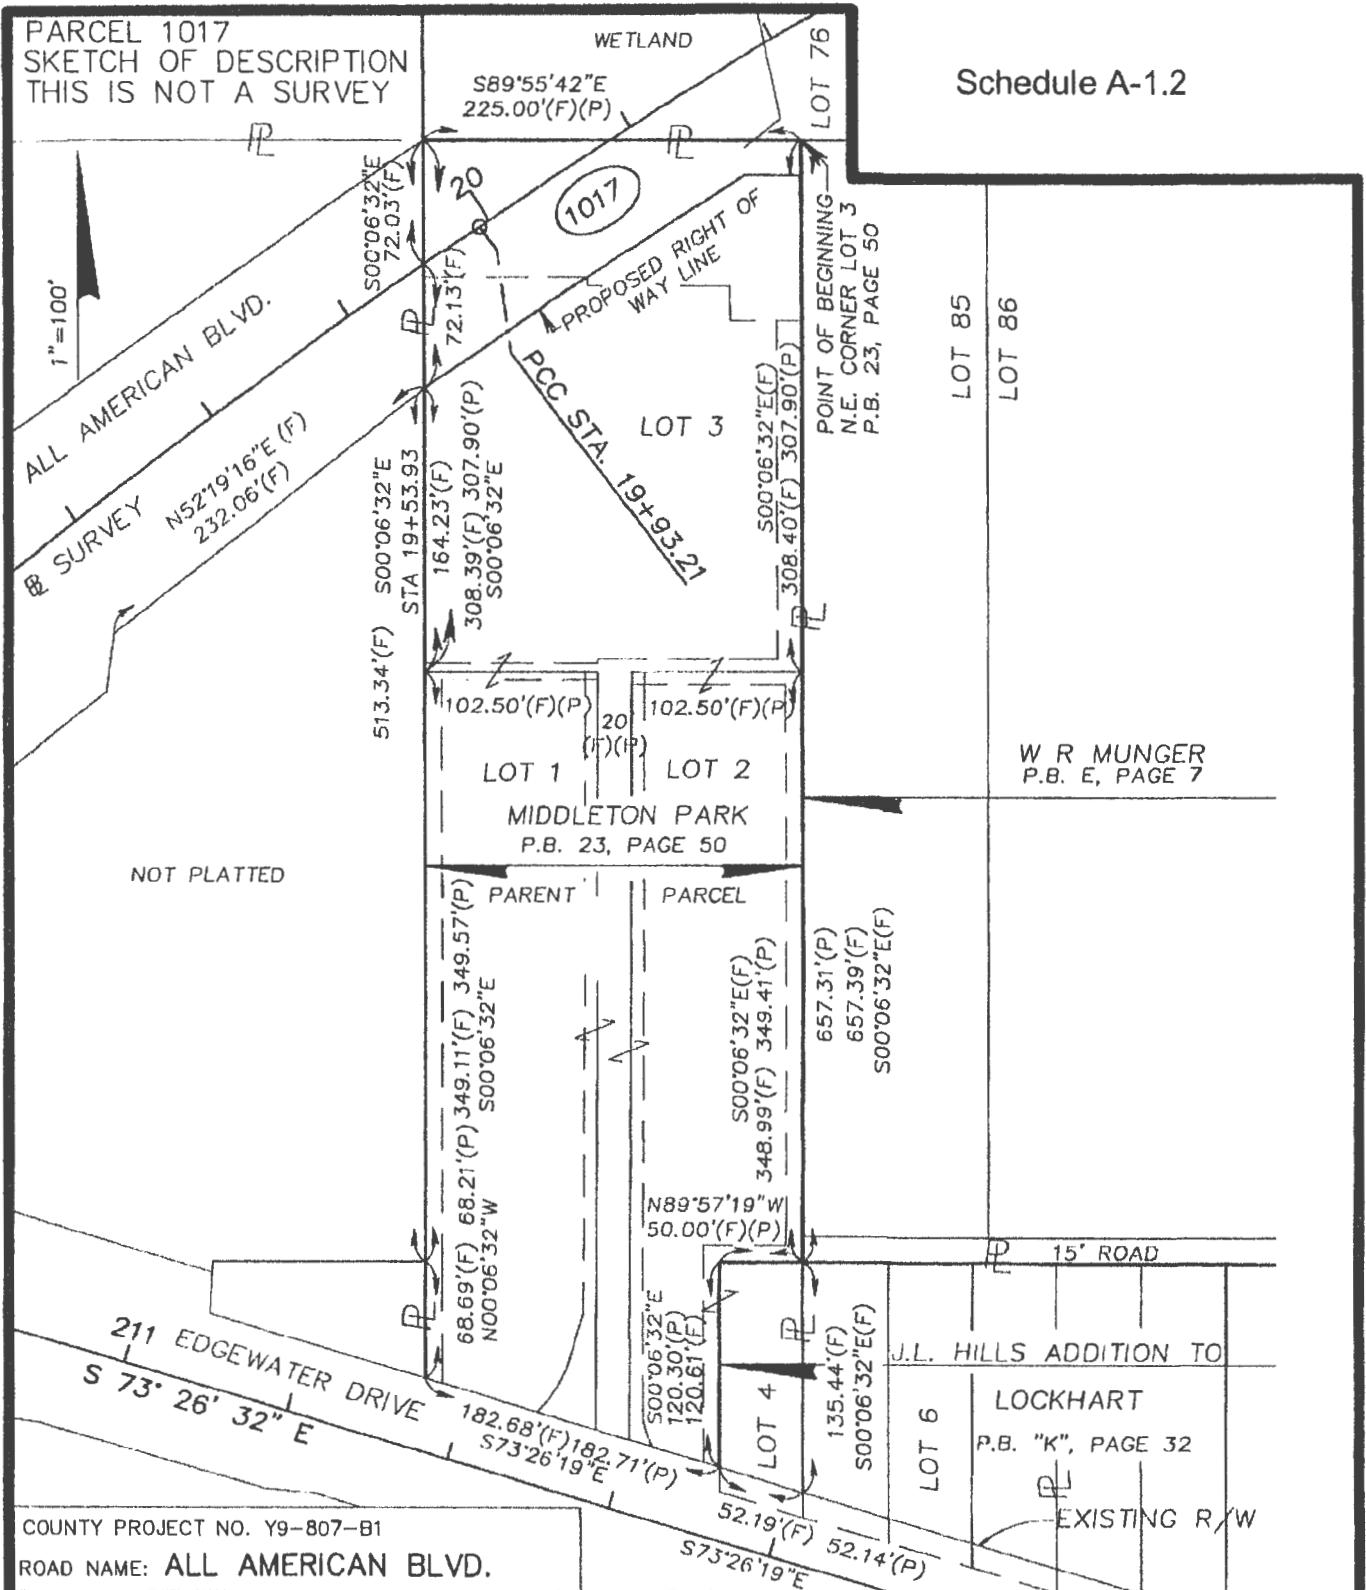 PARCEL 1017
SKETCH OF DESCRIPTION
THIS IS NOT A SURVEY
WETLAND
LOT 76
Schedule A-1.2
S89°55'42"E
225.00'(F)(P)
PL
PL
1"=100'
S00°06'32"E
72.03'(F)
20
1017
PROPOSED RIGHT OF
WAY LINE
POINT OF BEGINNING
N.E. CORNER LOT 3
P.B. 23, PAGE 50
LOT 85
LOT 86
ALL AMERICAN BLVD.
PL
72.13'(F)
PCC STA. 19+93.21
LOT 3
S00°06'32"E(F)
308.40'(F) 307.90'(P)
PL
N52°19'16"E (F)
232.06'(F)
BL SURVEY
513.34'(F) S00°06'32"E
STA 19+53.93
164.23'(F)
308.39'(F) 307.90'(P)
S00°06'32"E
102.50'(F)(P)
20
(F)(P)
102.50'(F)(P)
LOT 1
LOT 2
W R MUNGER
P.B. E, PAGE 7
MIDDLETON PARK
P.B. 23, PAGE 50
NOT PLATTED
PARENT
PARCEL
68.69'(F) 68.21'(P) 349.11'(F) 349.57'(P)
N00°06'32"W S00°06'32"E
S00°06'32"E(F)
348.99'(F) 349.41'(P)
657.31'(P)
657.39'(F)
S00°06'32"E(F)
N89°57'19"W
50.00'(F)(P)
PL
15' ROAD
PL
S00°06'32"E
120.30'(P)
120.61'(F)
PL
LOT 4
135.44'(F)
S00°06'32"E(F)
J.L. HILLS ADDITION TO
LOCKHART
P.B. "K", PAGE 32
LOT 6
PL
EXISTING R/W
211 EDGEWATER DRIVE
S 73° 26' 32" E
182.68'(F) 182.71'(P)
S73°26'19"E
52.19'(F) 52.14'(P)
S73°26'19"E
COUNTY PROJECT NO. Y9-807-B1
ROAD NAME: ALL AMERICAN BLVD.